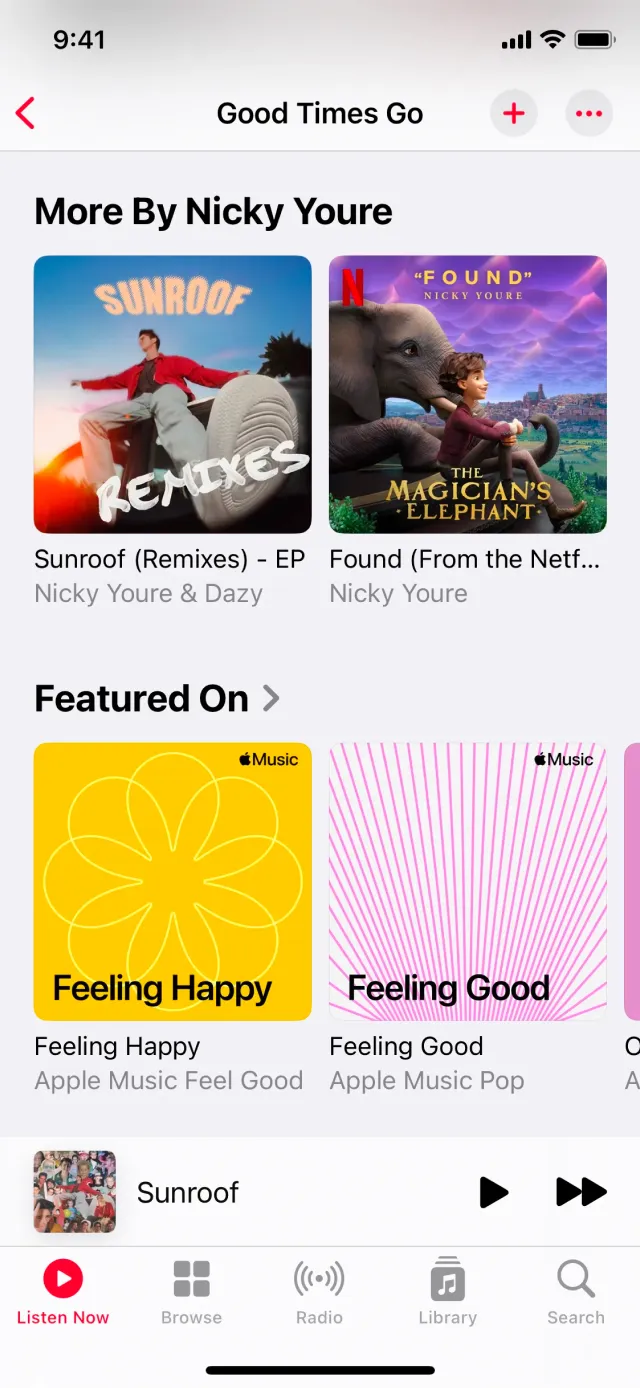 9:41
Good Times Go
More By Nicky Youre
SUNROOF
REMIXES
Sunroof (Remixes) - EP
Nicky Youre & Dazy
N
“FOUND”
NICKY YOURE
THE
MAGICIAN'S
ELEPHANT
Found (From the Netf...
Nicky Youre
Featured On
Music
Feeling Happy
Feeling Happy
Apple Music Feel Good
Music
Feeling Good
Feeling Good
Apple Music Pop
Sunroof
Listen Now
Browse
Radio
Library
Search